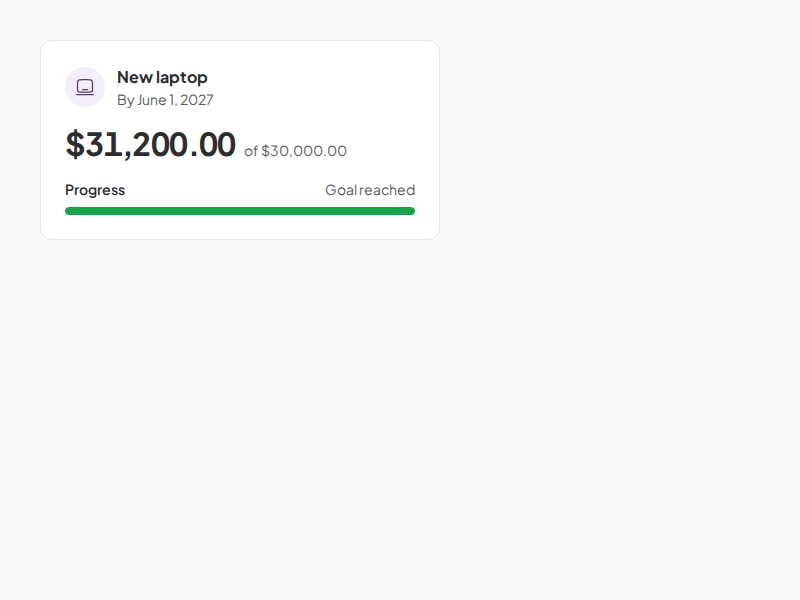 New laptop
By June 1, 2027
$31,200.00 of $30,000.00
Progress Goal reached